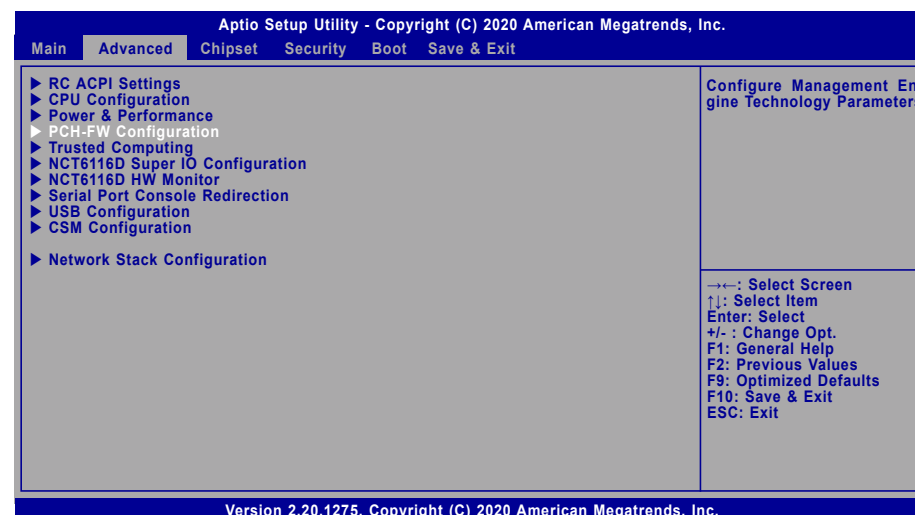 Aptio Setup Utility - Copyright (C) 2020 American Megatrends, Inc.
Main Advanced Chipset Security Boot Save & Exit
▶ RC ACPI Settings
▶ CPU Configuration
▶ Power & Performance
▶ PCH-FW Configuration
▶ Trusted Computing
▶ NCT6116D Super IO Configuration
▶ NCT6116D HW Monitor
▶ Serial Port Console Redirection
▶ USB Configuration
▶ CSM Configuration
▶ Network Stack Configuration
Configure Management En
gine Technology Parameter
→←: Select Screen
↑↓: Select Item
Enter: Select
+/- : Change Opt.
F1: General Help
F2: Previous Values
F9: Optimized Defaults
F10: Save & Exit
ESC: Exit
Version 2.20.1275. Copyright (C) 2020 American Megatrends, Inc.